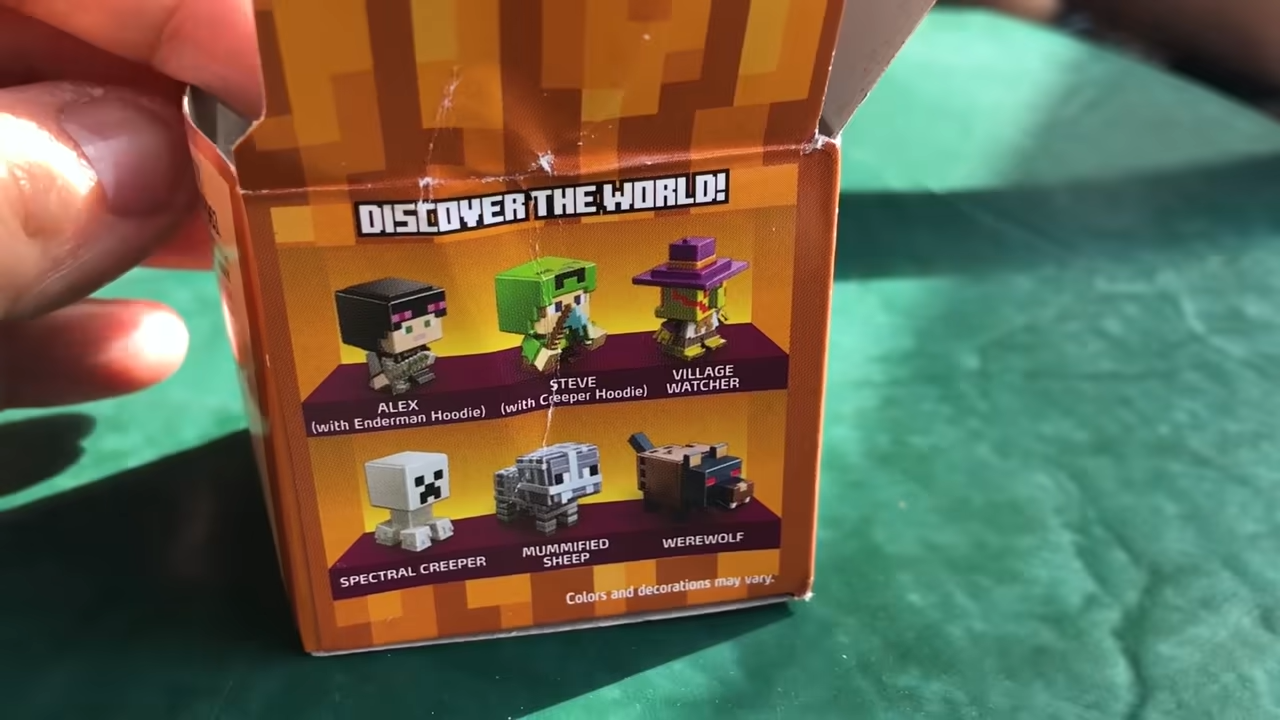 DISCOVER THE WORLD!
ALEX
(with Enderman Hoodie)
STEVE
(with Creeper Hoodie)
VILLAGE
WATCHER
SPECTRAL CREEPER
MUMMIFIED
SHEEP
WEREWOLF
Colors and decorations may vary.